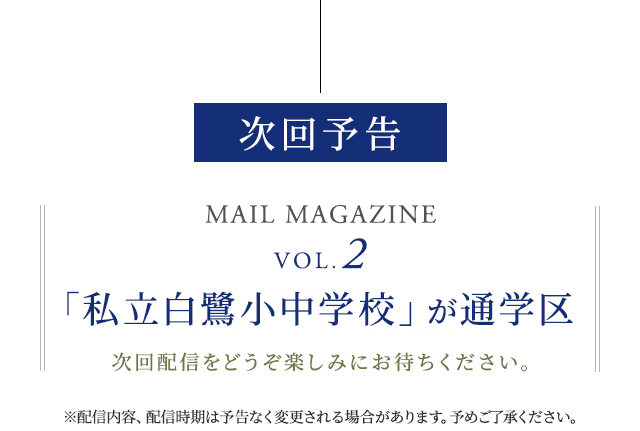 次回予告
MAIL MAGAZINE
VOL.2
「私立白鷺小中学校」が通学区
次回配信をどうぞ楽しみにお待ちください。
※配信内容、配信時期は予告なく変更される場合があります。予めご了承ください。